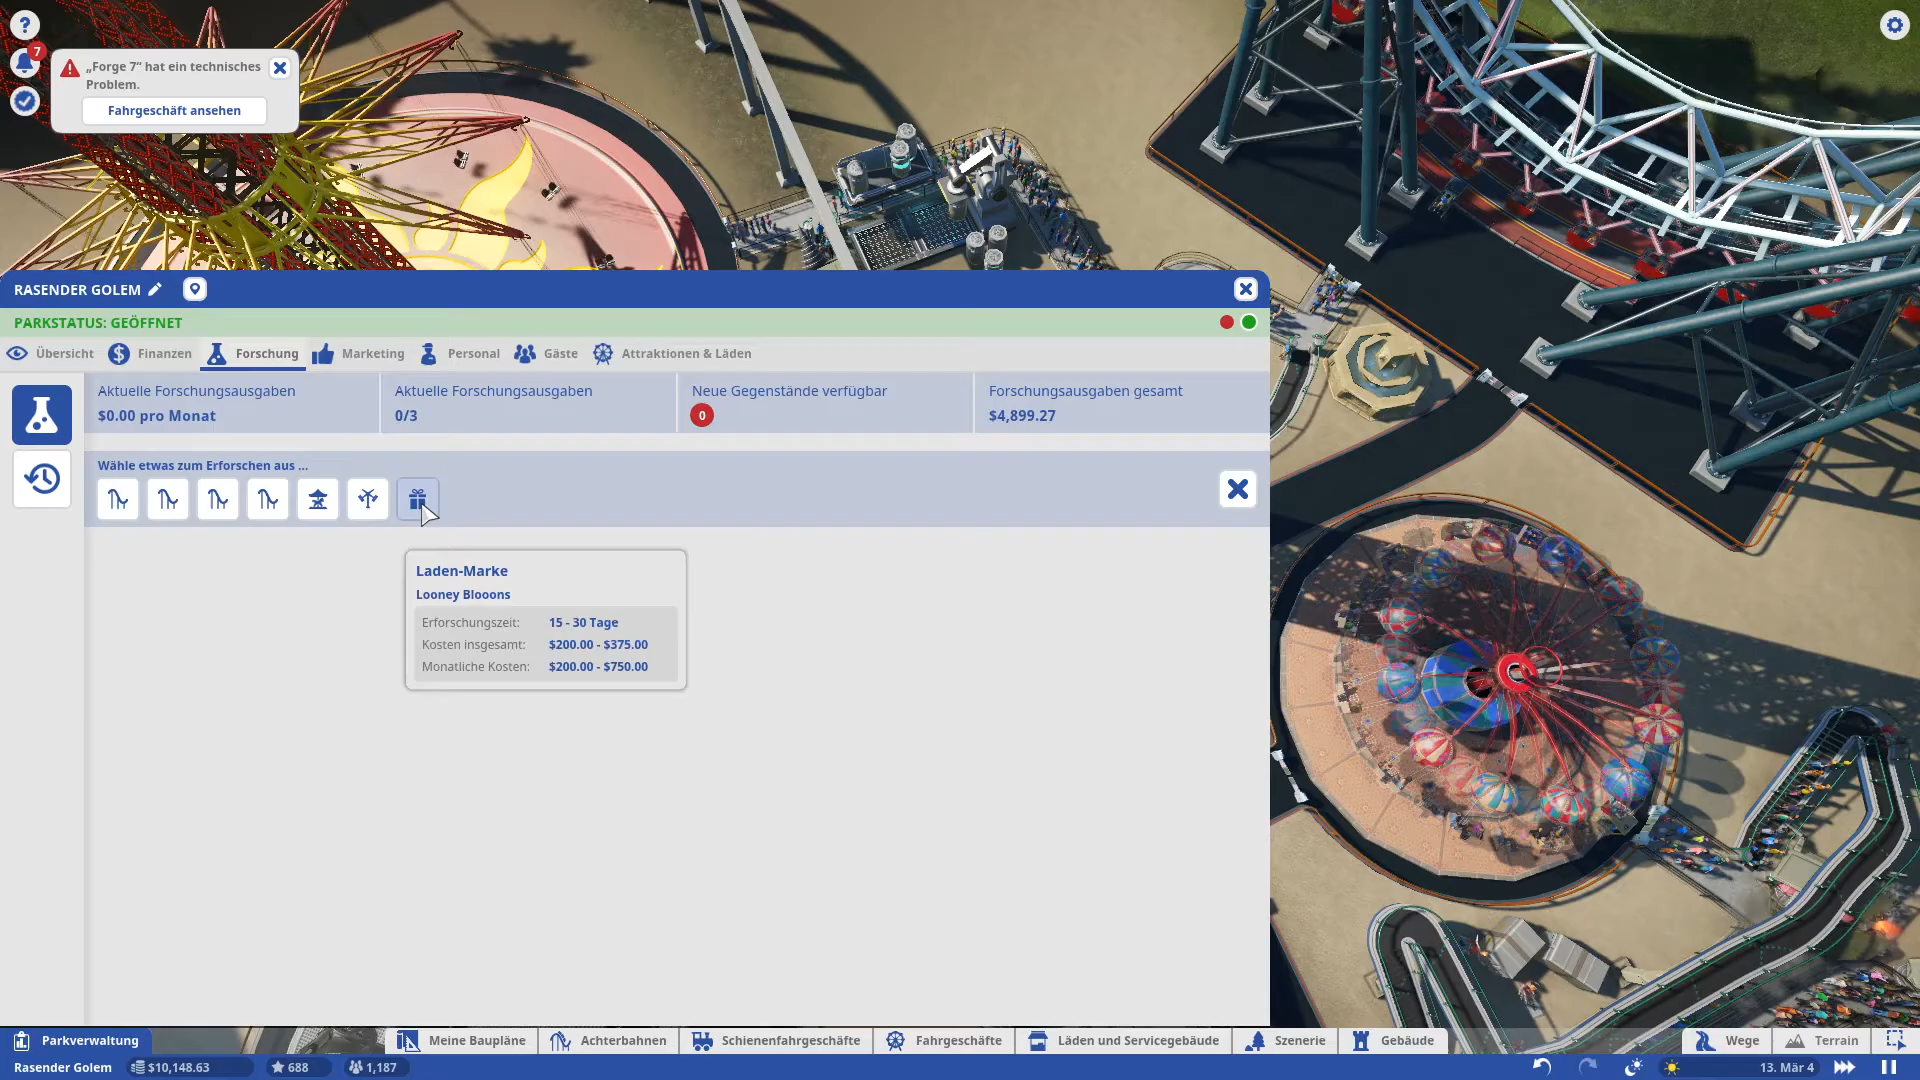 ?
7
„Forge 7“ hat ein technisches
Problem.
Fahrgeschäft ansehen
RASENDER GOLEM
PARKSTATUS: GEÖFFNET
Übersicht
Finanzen
Forschung
Marketing
Personal
Gäste
Attraktionen & Läden
Aktuelle Forschungsausgaben
$0.00 pro Monat
Aktuelle Forschungsausgaben
0/3
Neue Gegenstände verfügbar
0
Forschungsausgaben gesamt
$4,899.27
Wähle etwas zum Erforschen aus ...
Laden-Marke
Looney Blooons
Erforschungszeit: 15 - 30 Tage
Kosten insgesamt: $200.00 - $375.00
Monatliche Kosten: $200.00 - $750.00
Parkverwaltung
Meine Baupläne
Achterbahnen
Schienenfahrgeschäfte
Fahrgeschäfte
Läden und Servicegebäude
Szenerie
Gebäude
Wege
Terrain
Rasender Golem
$10,148.63
688
1,187
13. Mär 4